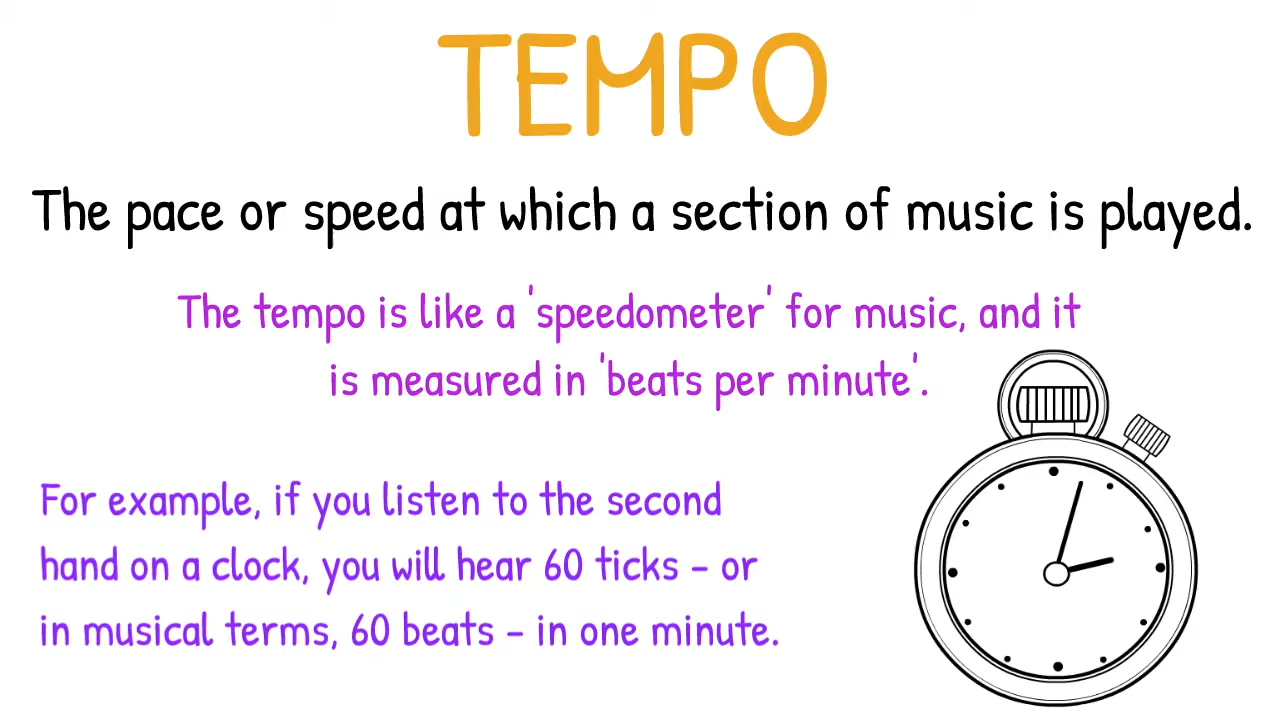 TEMPO
The pace or speed at which a section of music is played.
The tempo is like a 'speedometer' for music, and it
is measured in 'beats per minute'.
For example, if you listen to the second
hand on a clock, you will hear 60 ticks - or
in musical terms, 60 beats - in one minute.